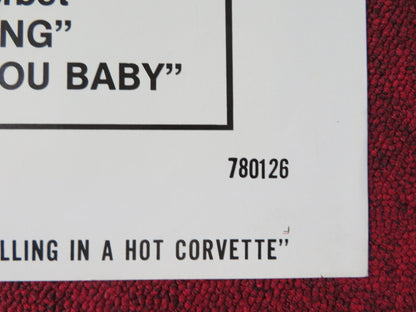 NG”
OU BABY”
780126
LLING IN A HOT CORVETTE”